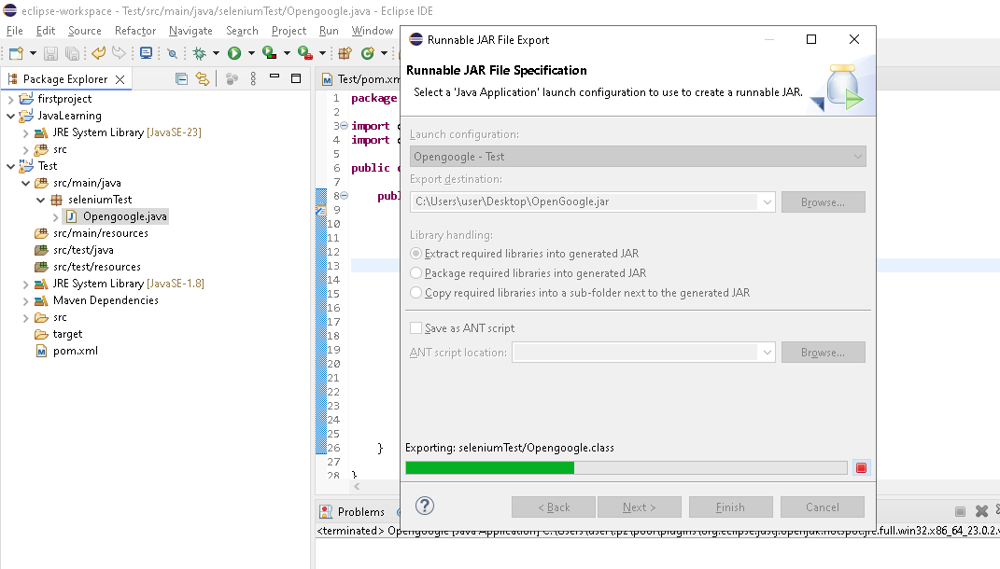 eclipse-workspace - Test/src/main/java/seleniumTest/Opengoogle.java - Eclipse IDE
File Edit Source Refactor Navigate Search Project Run Window
Package Explorer
firstproject
JavaLearning
JRE System Library [JavaSE-23]
src
Test
src/main/java
seleniumTest
Opengoogle.java
src/main/resources
src/test/java
src/test/resources
JRE System Library [JavaSE-1.8]
Maven Dependencies
src
target
pom.xml
Test/pom.xm
1 package
2
3 import
4 import
5
6 public
7
8 publ
9
10
11
12
13
14
15
16
17
18
19
20
21
22
23
24
25
26 }
27
28 }
Runnable JAR File Export
Runnable JAR File Specification
Select a 'Java Application' launch configuration to use to create a runnable JAR.
Launch configuration:
Opengoogle - Test
Export destination:
C:\Users\user\Desktop\OpenGoogle.jar
Browse...
Library handling:
Extract required libraries into generated JAR
Package required libraries into generated JAR
Copy required libraries into a sub-folder next to the generated JAR
Save as ANT script
ANT script location:
Browse...
Exporting: seleniumTest/Opengoogle.class
< Back Next > Finish Cancel
Problems
<terminated> Opengoogle [Java Application] C:\Users\user\.p2\pool\plugins\org.eclipse.justj.openjdk.hotspot.jre.full.win32.x86_64_23.0.2.v